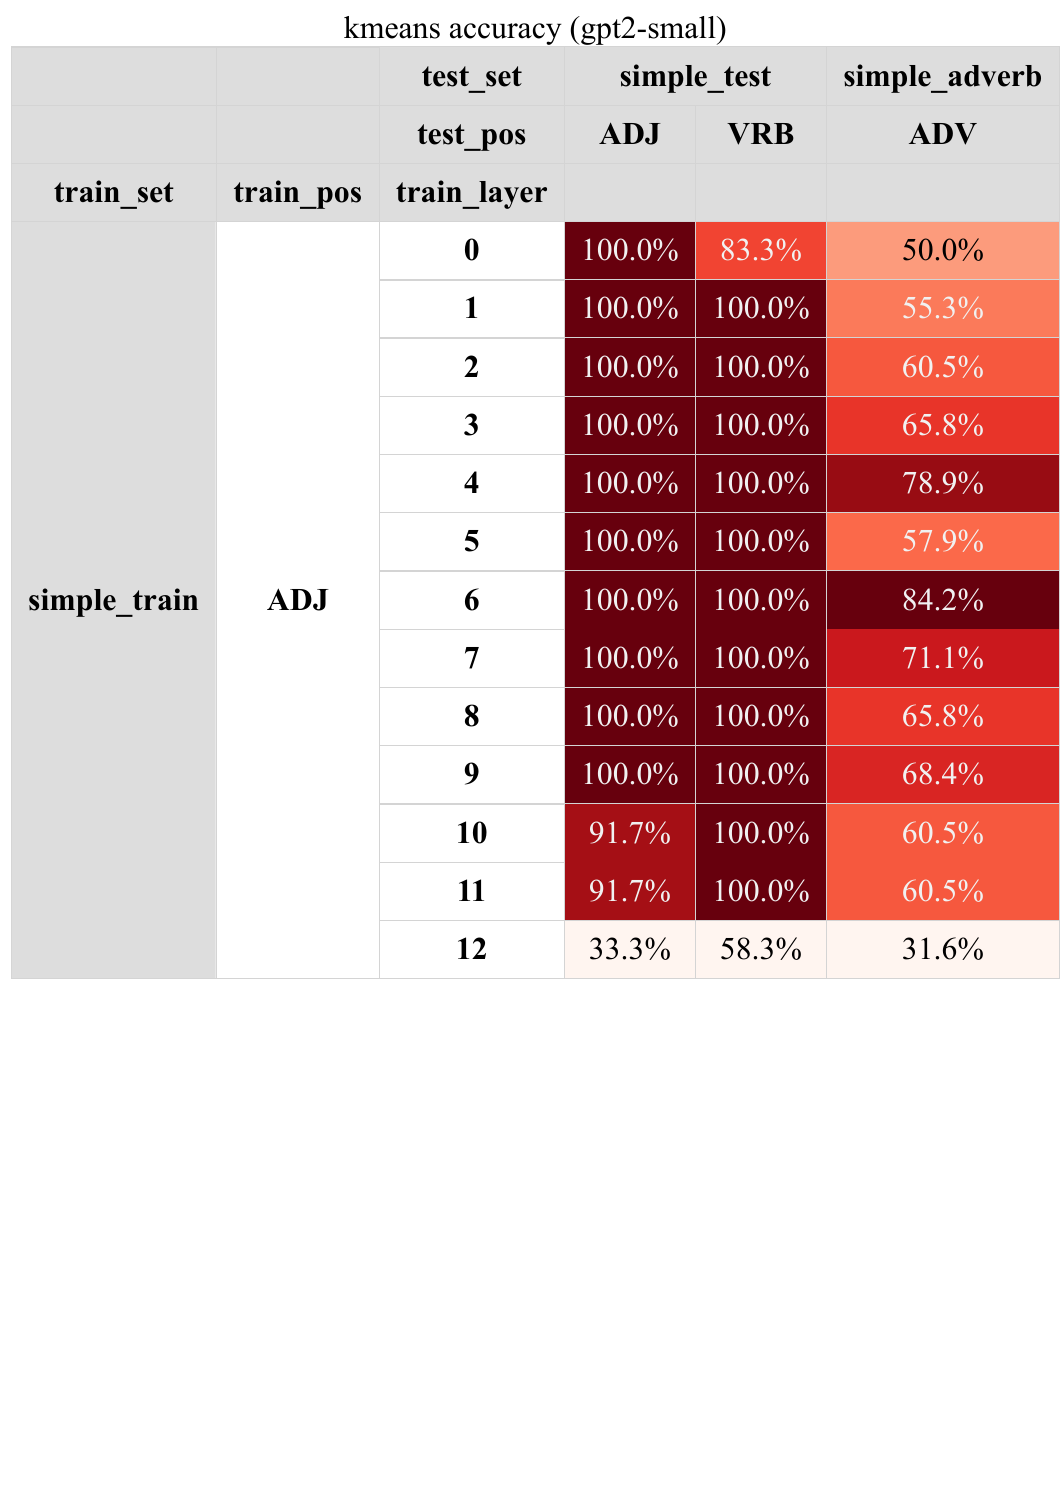 kmeans accuracy (gpt2-small)
test_set simple_test simple_adverb
test_pos ADJ VRB ADV
train_set train_pos train_layer
0 100.0% 83.3% 50.0%
1 100.0% 100.0% 55.3%
2 100.0% 100.0% 60.5%
3 100.0% 100.0% 65.8%
4 100.0% 100.0% 78.9%
5 100.0% 100.0% 57.9%
simple_train ADJ 6 100.0% 100.0% 84.2%
7 100.0% 100.0% 71.1%
8 100.0% 100.0% 65.8%
9 100.0% 100.0% 68.4%
10 91.7% 100.0% 60.5%
11 91.7% 100.0% 60.5%
12 33.3% 58.3% 31.6%